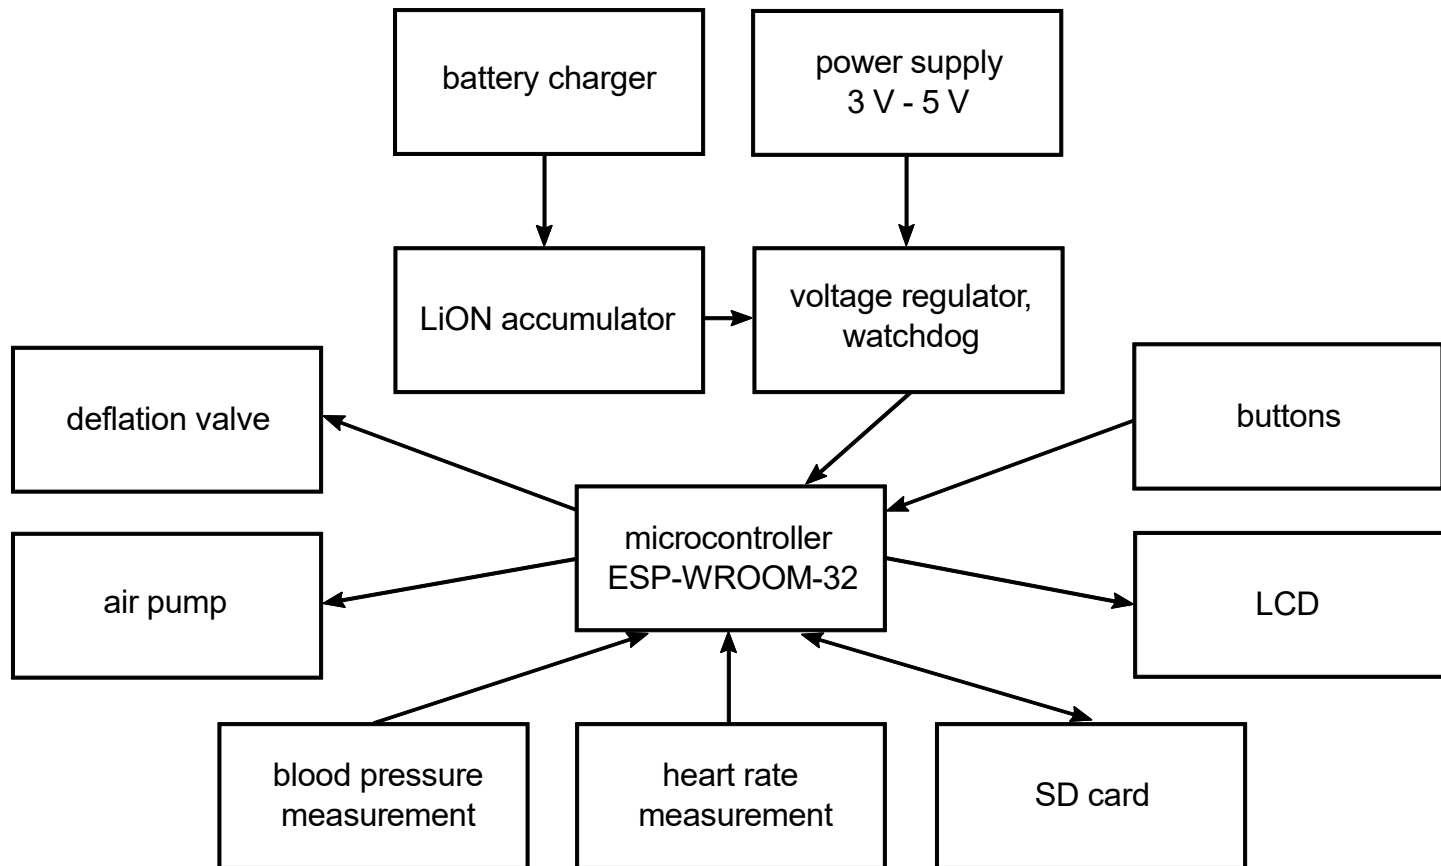 battery charger
power supply
3 V - 5 V
LiON accumulator
voltage regulator,
watchdog
deflation valve
buttons
microcontroller
ESP-WROOM-32
air pump
LCD
blood pressure
measurement
heart rate
measurement
SD card